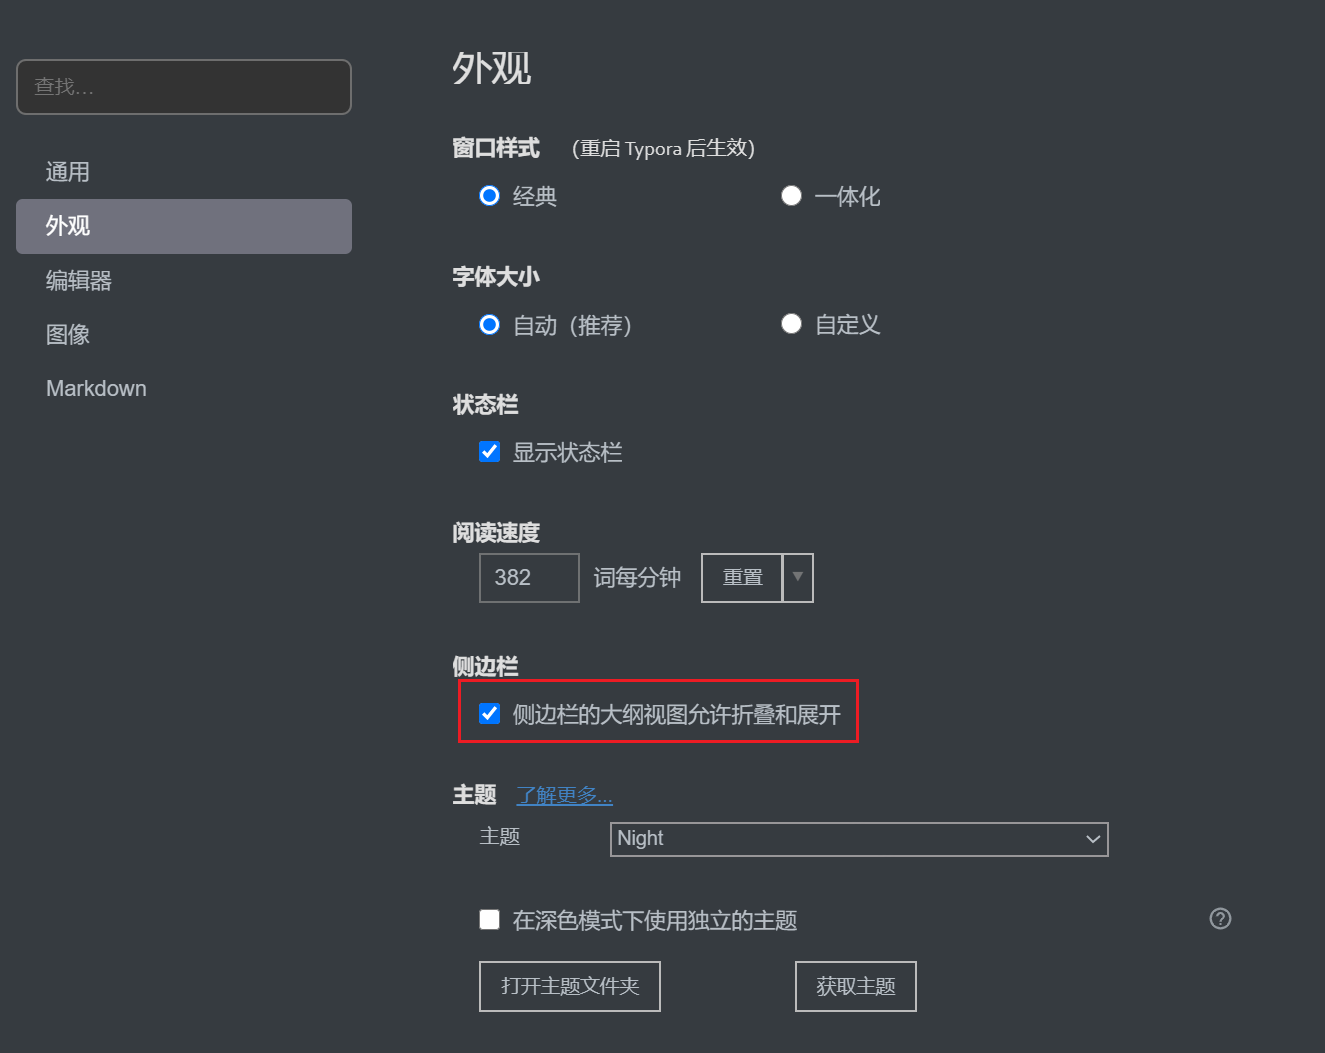 查找...
通用
外观
编辑器
图像
Markdown
外观
窗口样式 (重启 Typora 后生效)
经典 一体化
字体大小
自动（推荐） 自定义
状态栏
显示状态栏
阅读速度
382 词每分钟 重置
侧边栏
侧边栏的大纲视图允许折叠和展开
主题 了解更多...
主题 Night
在深色模式下使用独立的主题
打开主题文件夹 获取主题